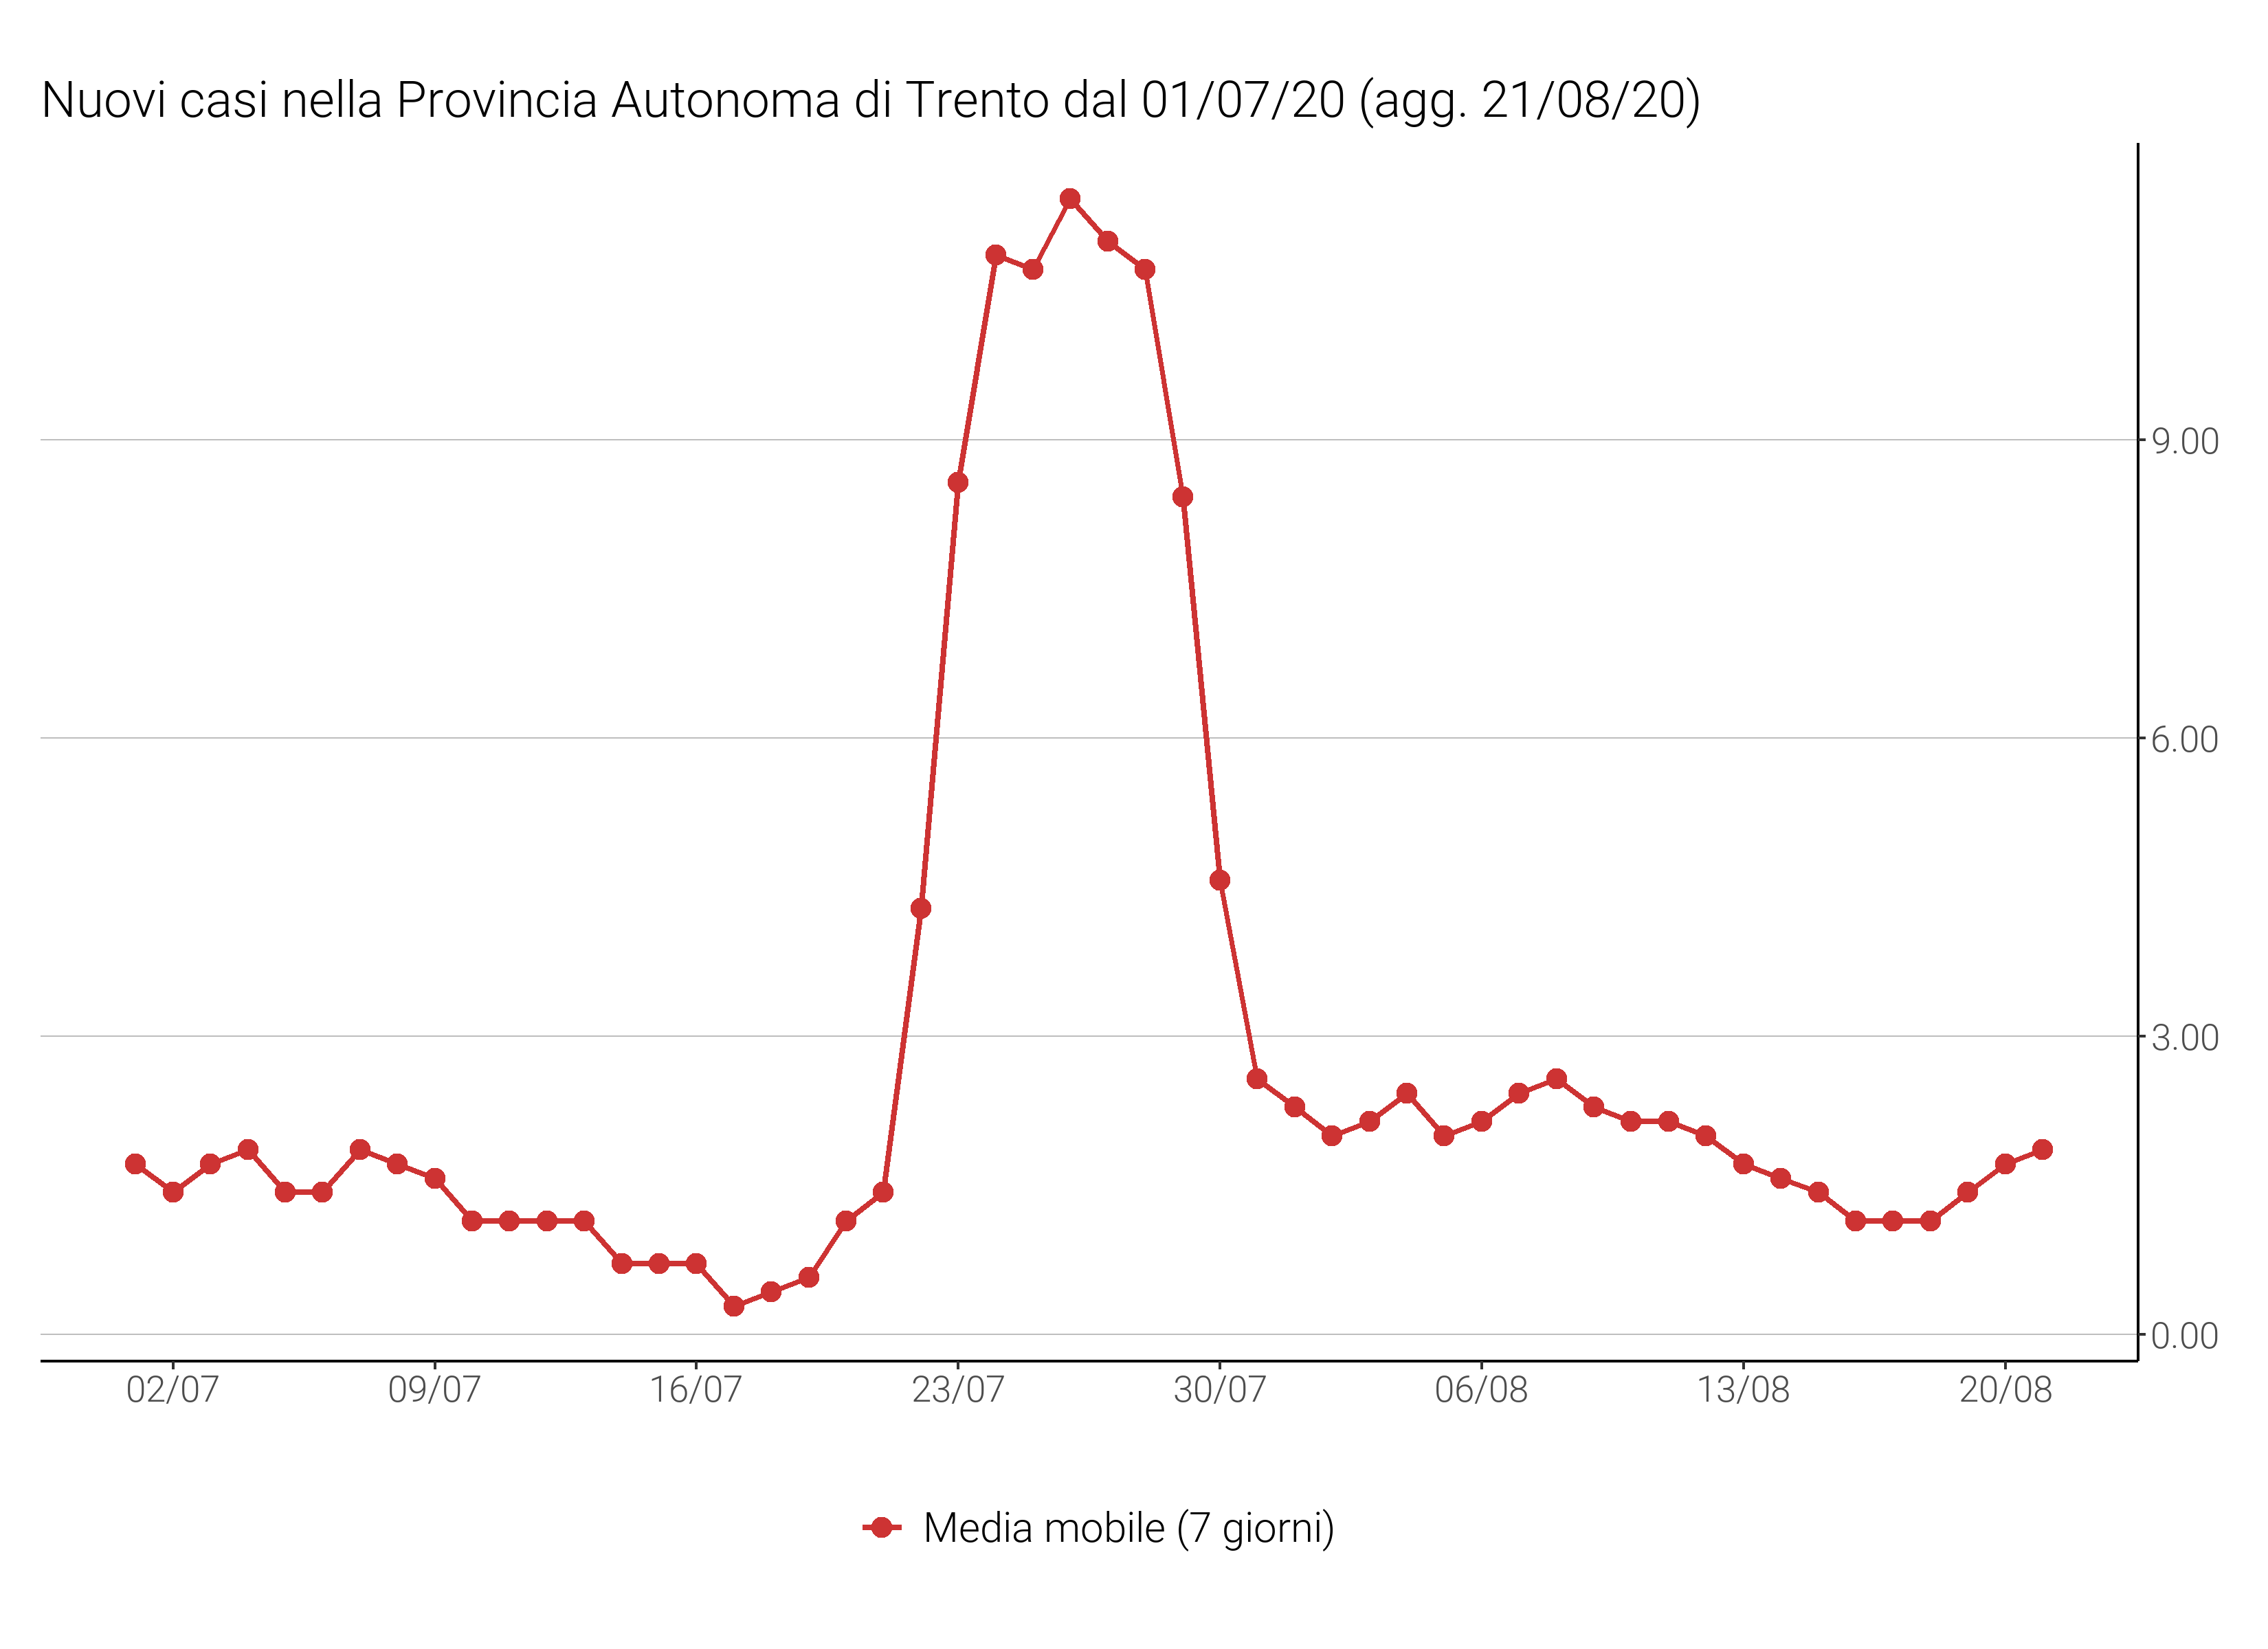 Nuovi casi nella Provincia Autonoma di Trento dal 01/07/20 (agg. 21/08/20)
9.00
6.00
3.00
0.00
02/07 09/07 16/07 23/07 30/07 06/08 13/08 20/08
Media mobile (7 giorni)